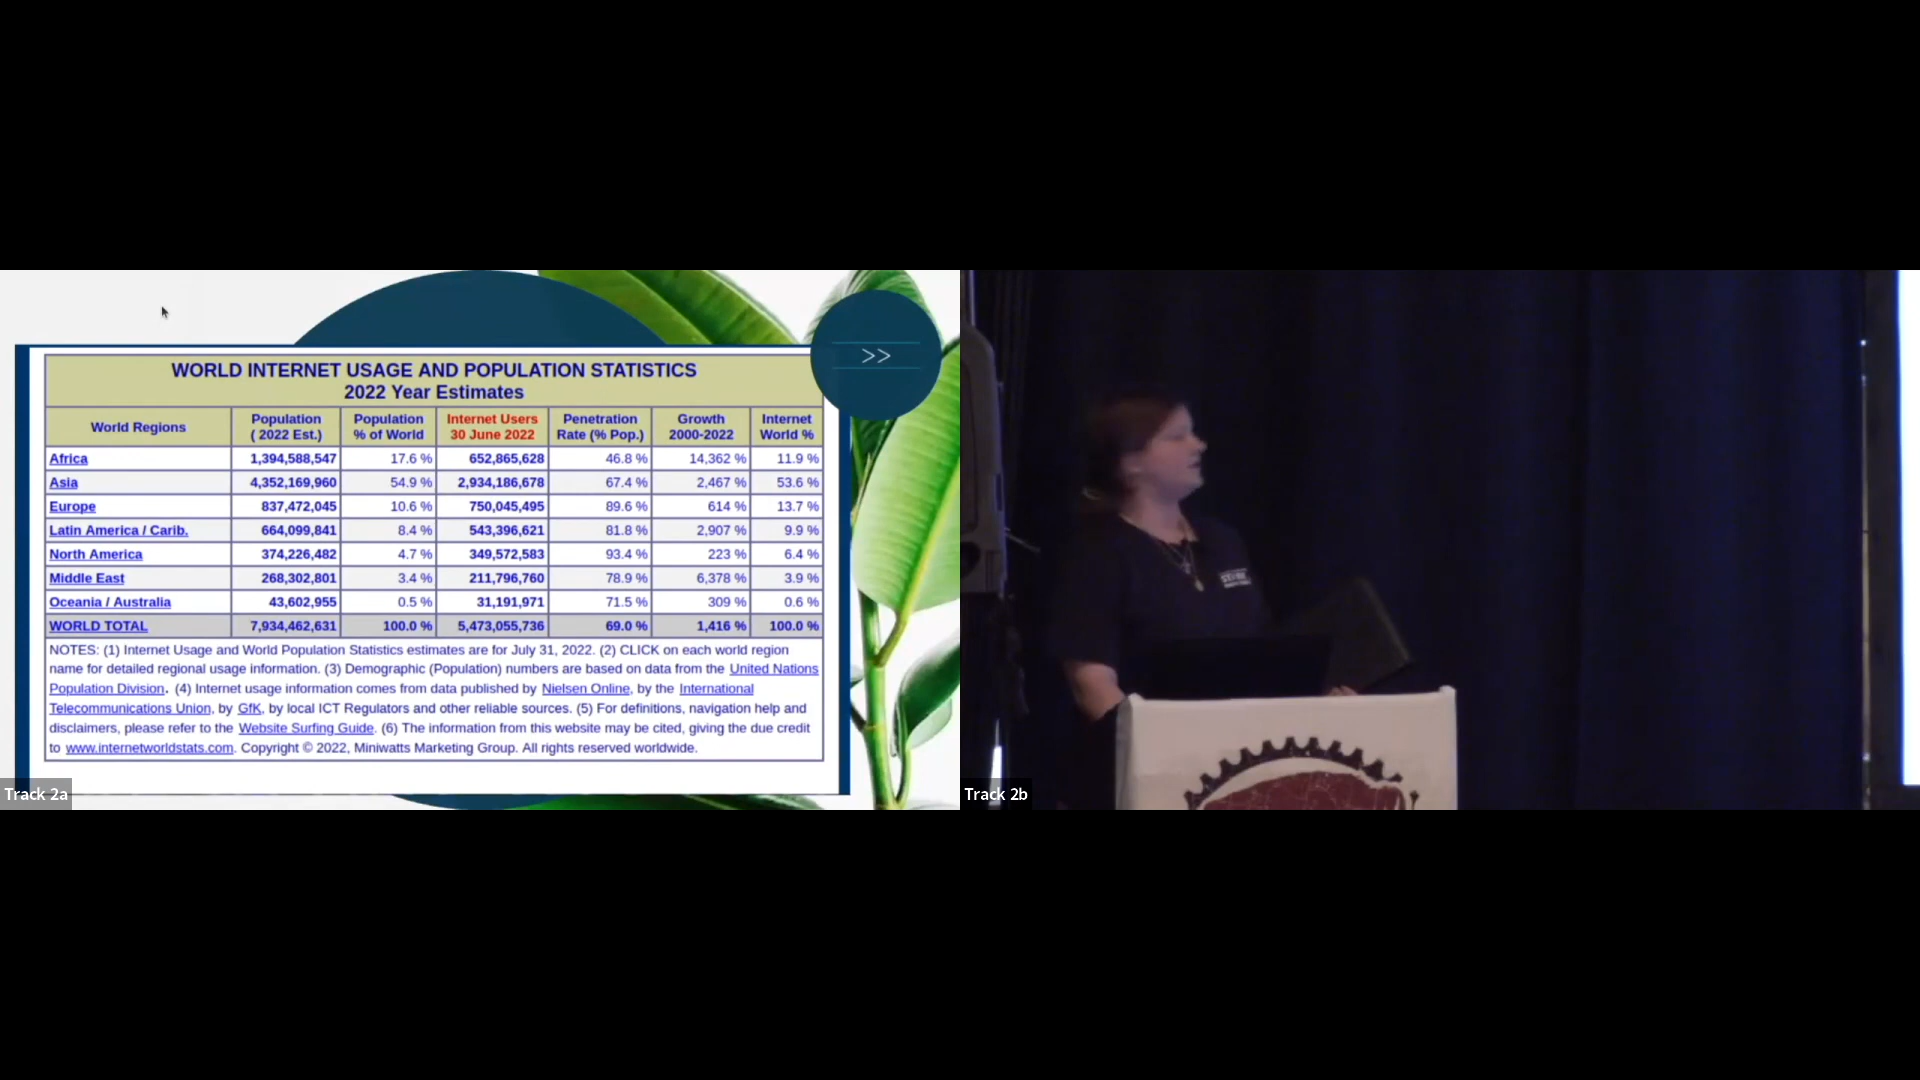 >>
WORLD INTERNET USAGE AND POPULATION STATISTICS
2022 Year Estimates
World Regions Population ( 2022 Est.) Population % of World Internet Users 30 June 2022 Penetration Rate (% Pop.) Growth 2000-2022 Internet World %
Africa 1,394,588,547 17.6 % 652,865,628 46.8 % 14,362 % 11.9 %
Asia 4,352,169,960 54.9 % 2,934,186,678 67.4 % 2,467 % 53.6 %
Europe 837,472,045 10.6 % 750,045,495 89.6 % 614 % 13.7 %
Latin America / Carib. 664,099,841 8.4 % 543,396,621 81.8 % 2,907 % 9.9 %
North America 374,226,482 4.7 % 349,572,583 93.4 % 223 % 6.4 %
Middle East 268,302,801 3.4 % 211,796,760 78.9 % 6,378 % 3.9 %
Oceania / Australia 43,602,955 0.5 % 31,191,971 71.5 % 309 % 0.6 %
WORLD TOTAL 7,934,462,631 100.0 % 5,473,055,736 69.0 % 1,416 % 100.0 %
NOTES: (1) Internet Usage and World Population Statistics estimates are for July 31, 2022. (2) CLICK on each world region
name for detailed regional usage information. (3) Demographic (Population) numbers are based on data from the United Nations
Population Division. (4) Internet usage information comes from data published by Nielsen Online, by the International
Telecommunications Union, by GfK, by local ICT Regulators and other reliable sources. (5) For definitions, navigation help and
disclaimers, please refer to the Website Surfing Guide. (6) The information from this website may be cited, giving the due credit
to www.internetworldstats.com. Copyright © 2022, Miniwatts Marketing Group. All rights reserved worldwide.
Track 2a
Track 2b